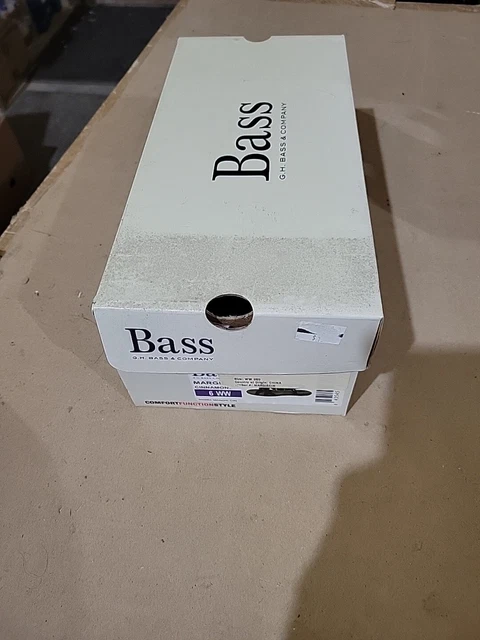 Bass
G.H. BASS & COMPANY
Bass
G.H. BASS & COMPANY
MARGI
CINNAMON
6 WW
COMFORTFUNCTIONSTYLE